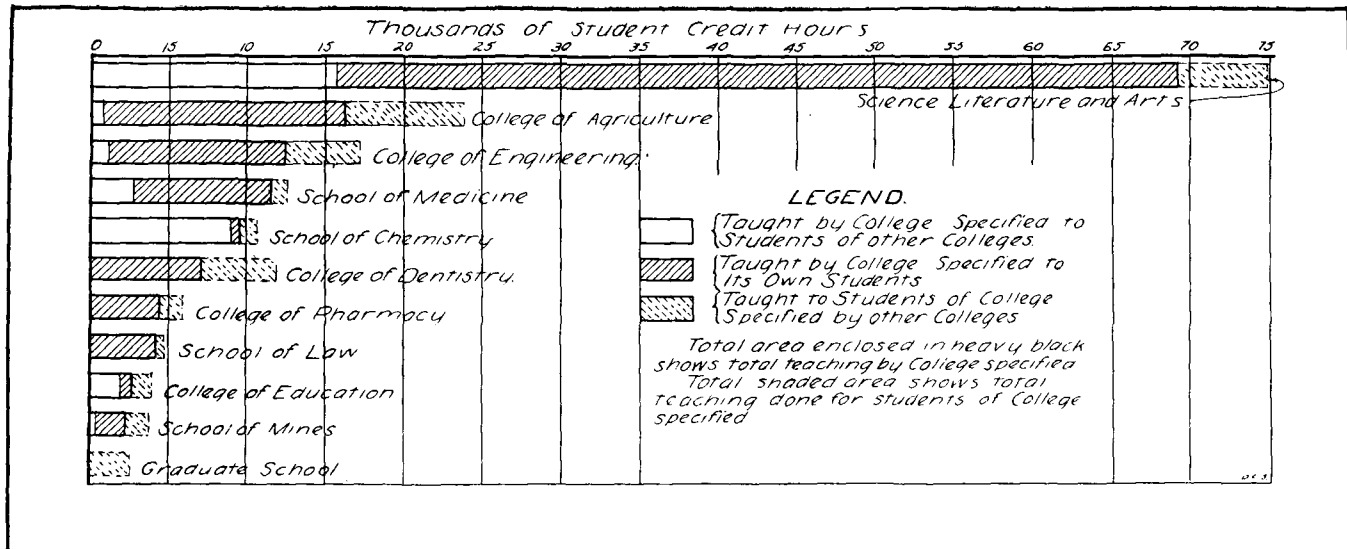 Thousands of Student Credit Hours
0 15 10 15 20 25 30 35 40 45 50 55 60 65 70 75
Science Literature and Arts
College of Agriculture
College of Engineering.
School of Medicine
School of Chemistry
College of Dentistry.
College of Pharmacy
School of Law
College of Education
School of Mines
Graduate School
LEGEND.
Taught by College Specified to
Students of other Colleges.
Taught by College Specified to
Its Own Students
Taught to Students of College
Specified by other Colleges
Total area enclosed in heavy black
shows total teaching by College specified
Total shaded area shows total
teaching done for students of College
specified